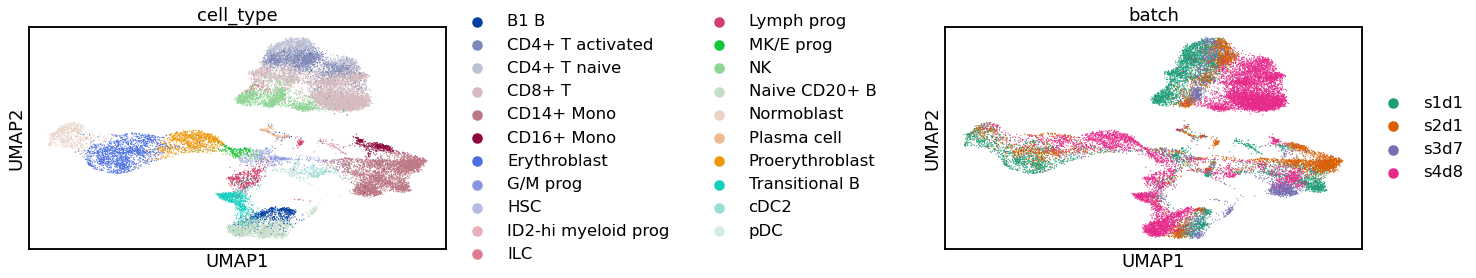 cell_type
UMAP2
UMAP1
B1 B
CD4+ T activated
CD4+ T naive
CD8+ T
CD14+ Mono
CD16+ Mono
Erythroblast
G/M prog
HSC
ID2-hi myeloid prog
ILC
Lymph prog
MK/E prog
NK
Naive CD20+ B
Normoblast
Plasma cell
Proerythroblast
Transitional B
cDC2
pDC
batch
UMAP2
UMAP1
s1d1
s2d1
s3d7
s4d8